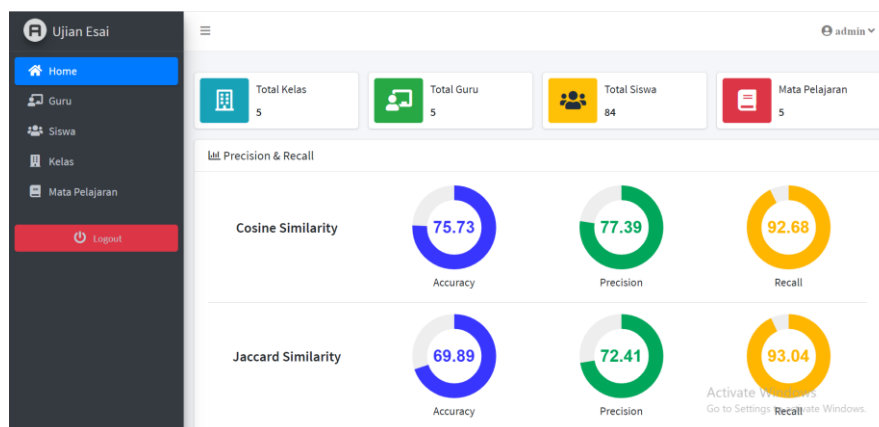 Ujian Esai
admin
Home
Guru
Siswa
Kelas
Mata Pelajaran
Logout
Total Kelas
5
Total Guru
5
Total Siswa
84
Mata Pelajaran
5
Precision & Recall
Cosine Similarity
75.73
Accuracy
77.39
Precision
92.68
Recall
Jaccard Similarity
69.89
Accuracy
72.41
Precision
93.04
Recall
Activate Windows
Go to Settings to activate Windows.